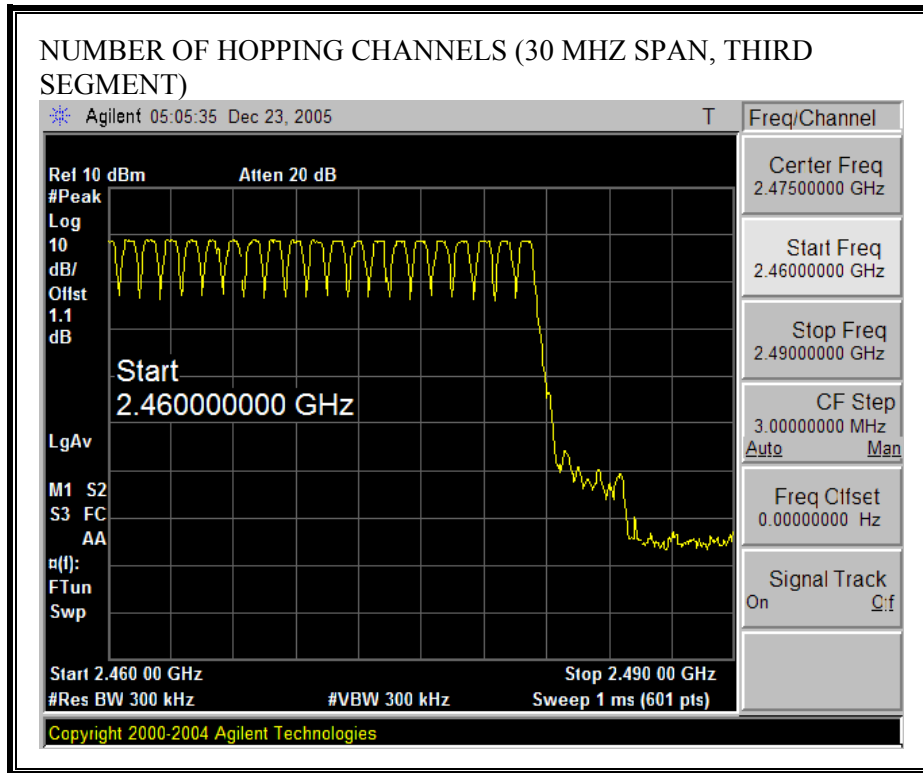 NUMBER OF HOPPING CHANNELS (30 MHZ SPAN, THIRD
SEGMENT)
Agilent 05:05:35 Dec 23, 2005 T
Freq/Channel
Ref 10 dBm Atten 20 dB
#Peak
Log
10
dB/
Offst
1.1
dB
Start
2.460000000 GHz
LgAv
M1 S2
S3 FC
AA
¤(f):
FTun
Swp
Start 2.460 00 GHz Stop 2.490 00 GHz
#Res BW 300 kHz #VBW 300 kHz Sweep 1 ms (601 pts)
Copyright 2000-2004 Agilent Technologies
Center Freq
2.47500000 GHz
Start Freq
2.46000000 GHz
Stop Freq
2.49000000 GHz
CF Step
3.00000000 MHz
Auto Man
Freq Offset
0.00000000 Hz
Signal Track
On Off